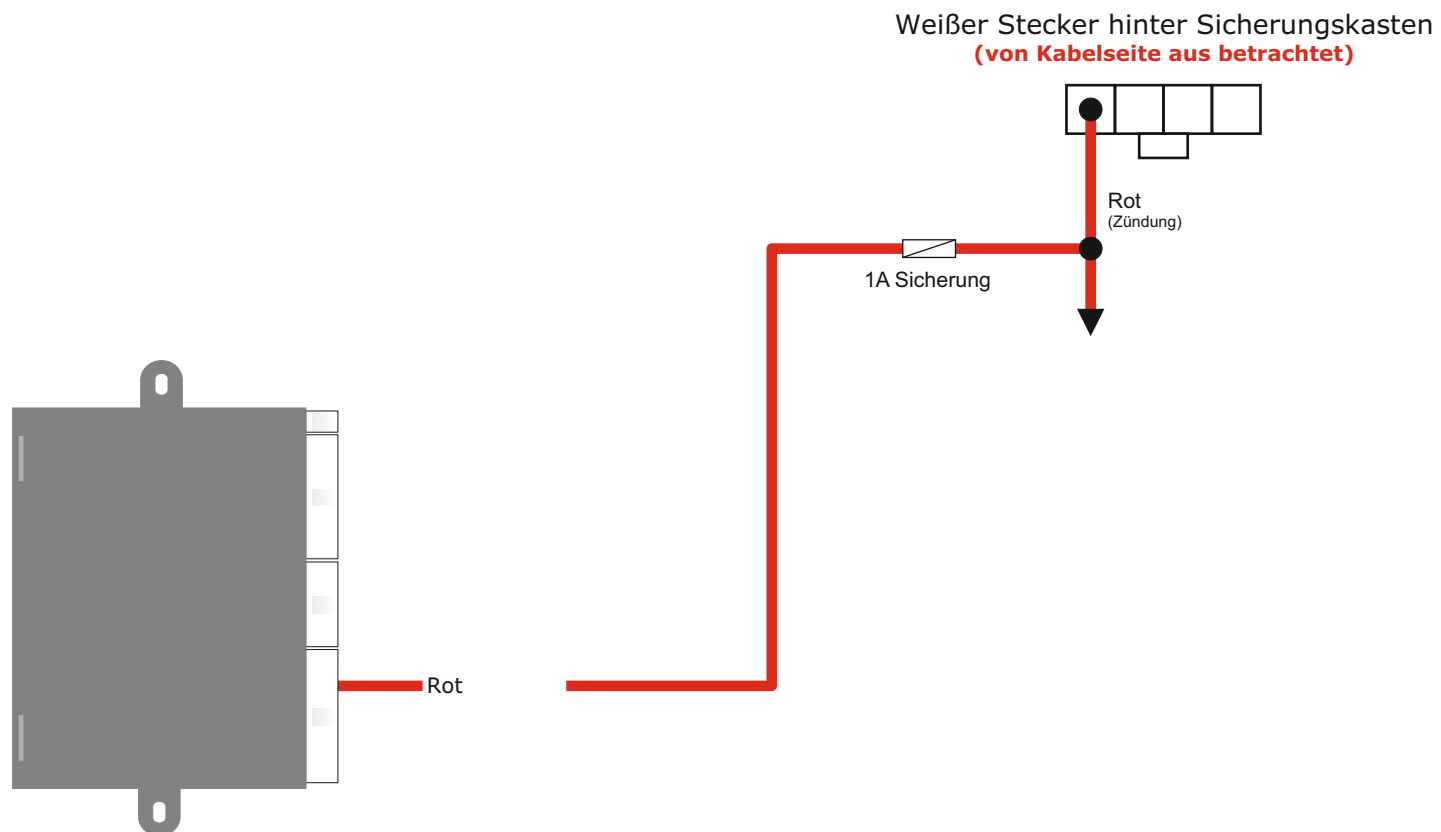 Weißer Stecker hinter Sicherungskasten
(von Kabelseite aus betrachtet)
Rot
(Zündung)
1A Sicherung
Rot